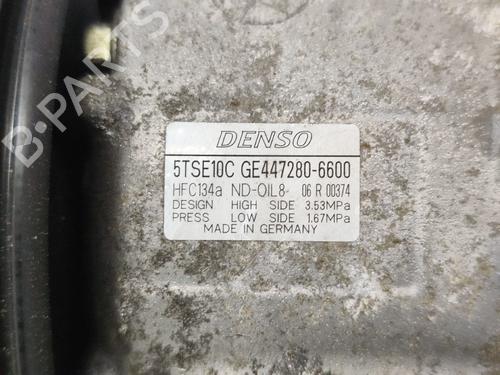 B-PARTS
DENSO
5TSE10C GE447280-6600
HFC134a ND-OIL8 06 R 00374
DESIGN HIGH SIDE 3.53MPa
PRESS LOW SIDE 1.67MPa
MADE IN GERMANY